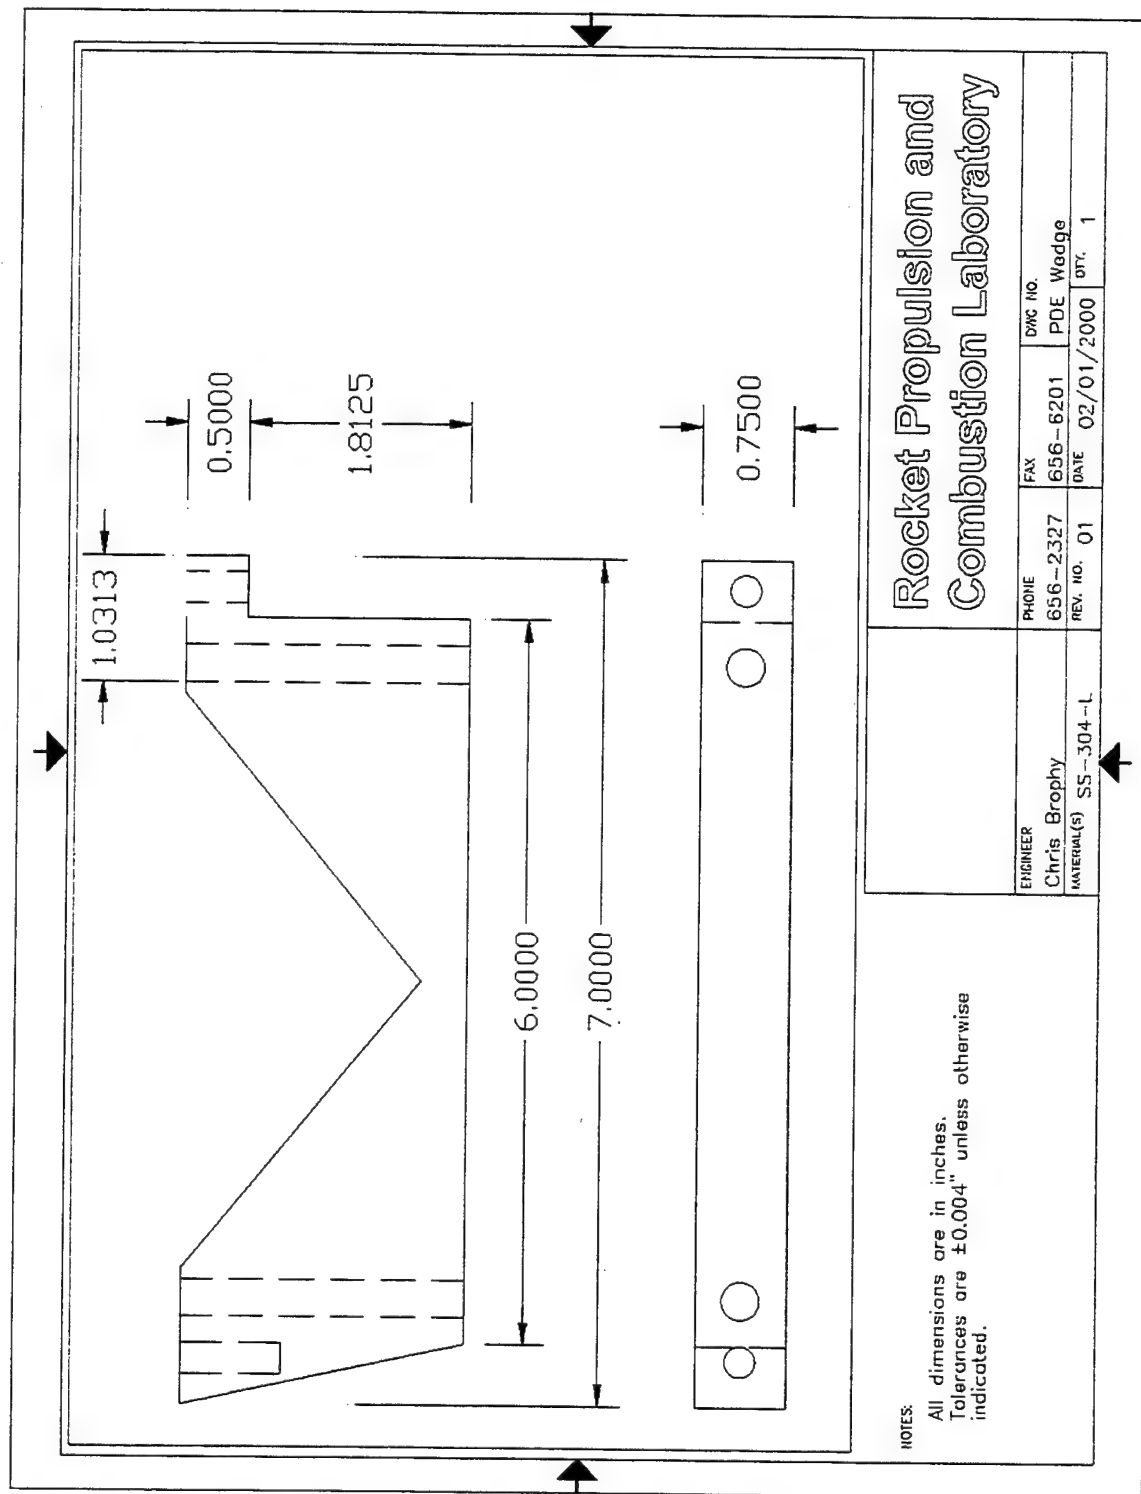 1.0313
0.5000
1.8125
6.0000
7.0000
0.7500
NOTES:
All dimensions are in inches.
Tolerances are ±0.004" unless otherwise
indicated.
Rocket Propulsion and
Combustion Laboratory
ENGINEER
Chris Brophy
PHONE
656-2327
FAX
656-6201
DWG NO.
PDE Wedge
MATERIAL(S) SS-304-L
REV. NO. 01
DATE 02/01/2000
QTY. 1